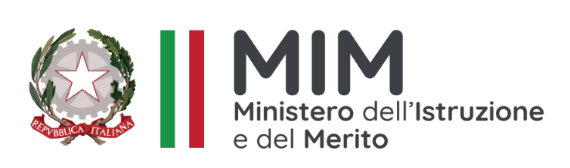 REPVBBLICA ITALIANA
MIM
Ministero dell'Istruzione
e del Merito